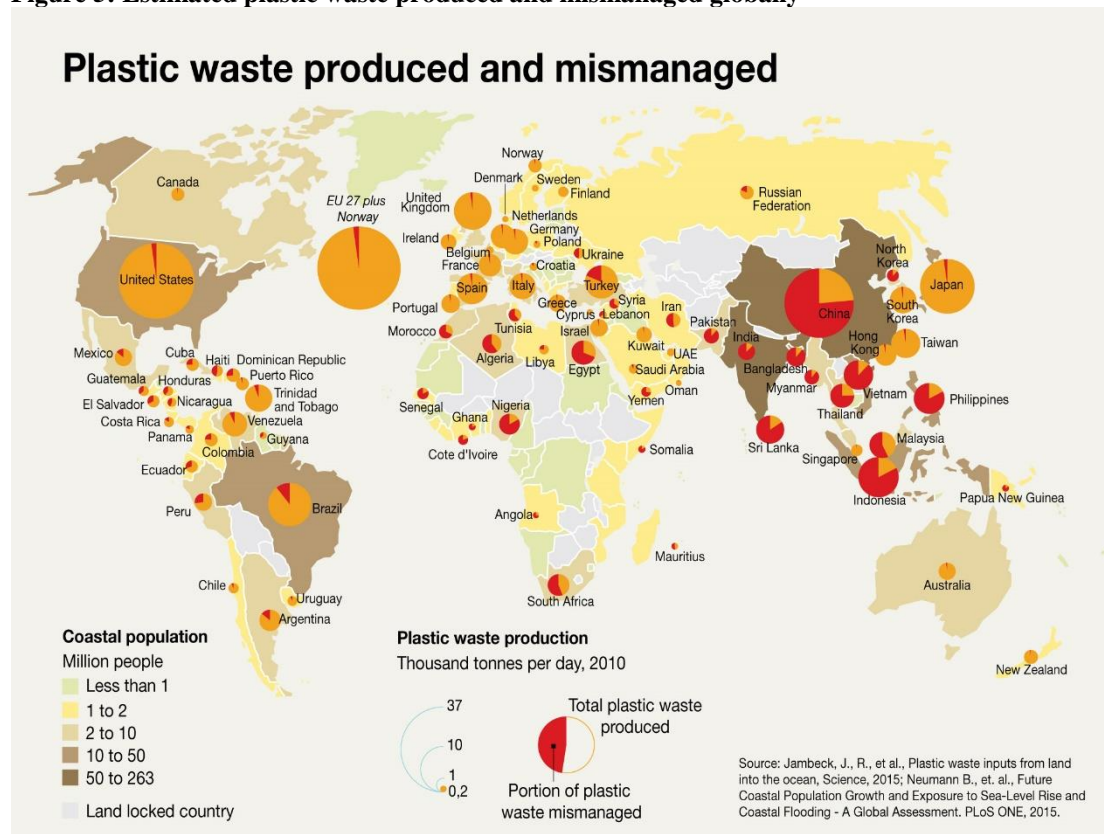 Figure 3: Estimated plastic waste produced and mismanaged globally
Plastic waste produced and mismanaged
Canada
United States
EU 27 plus
Norway
Norway
Sweden
Denmark
Finland
United
Kingdom
Netherlands
Germany
Ireland
Poland
Belgium
Ukraine
France
Croatia
Spain
Italy
Turkey
Portugal
Greece
Syria
Cyprus
Lebanon
Iran
Morocco
Tunisia
Israel
Algeria
Libya
Egypt
Kuwait
UAE
Saudi Arabia
Oman
Yemen
Russian
Federation
North
Korea
China
Japan
South
Korea
Pakistan
India
Hong
Kong
Taiwan
Bangladesh
Myanmar
Vietnam
Thailand
Philippines
Sri Lanka
Malaysia
Singapore
Indonesia
Papua New Guinea
Mexico
Cuba
Haiti
Dominican Republic
Puerto Rico
Guatemala
Honduras
Trinidad
and Tobago
El Salvador
Nicaragua
Costa Rica
Venezuela
Panama
Guyana
Colombia
Ecuador
Peru
Brazil
Senegal
Ghana
Nigeria
Cote d'Ivoire
Somalia
Angola
Mauritius
South Africa
Chile
Uruguay
Argentina
Australia
New Zealand
Coastal population
Million people
Less than 1
1 to 2
2 to 10
10 to 50
50 to 263
Land locked country
Plastic waste production
Thousand tonnes per day, 2010
37
10
1
0,2
Total plastic waste
produced
Portion of plastic
waste mismanaged
Source: Jambeck, J., R., et al., Plastic waste inputs from land
into the ocean, Science, 2015; Neumann B., et. al., Future
Coastal Population Growth and Exposure to Sea-Level Rise and
Coastal Flooding - A Global Assessment. PLoS ONE, 2015.